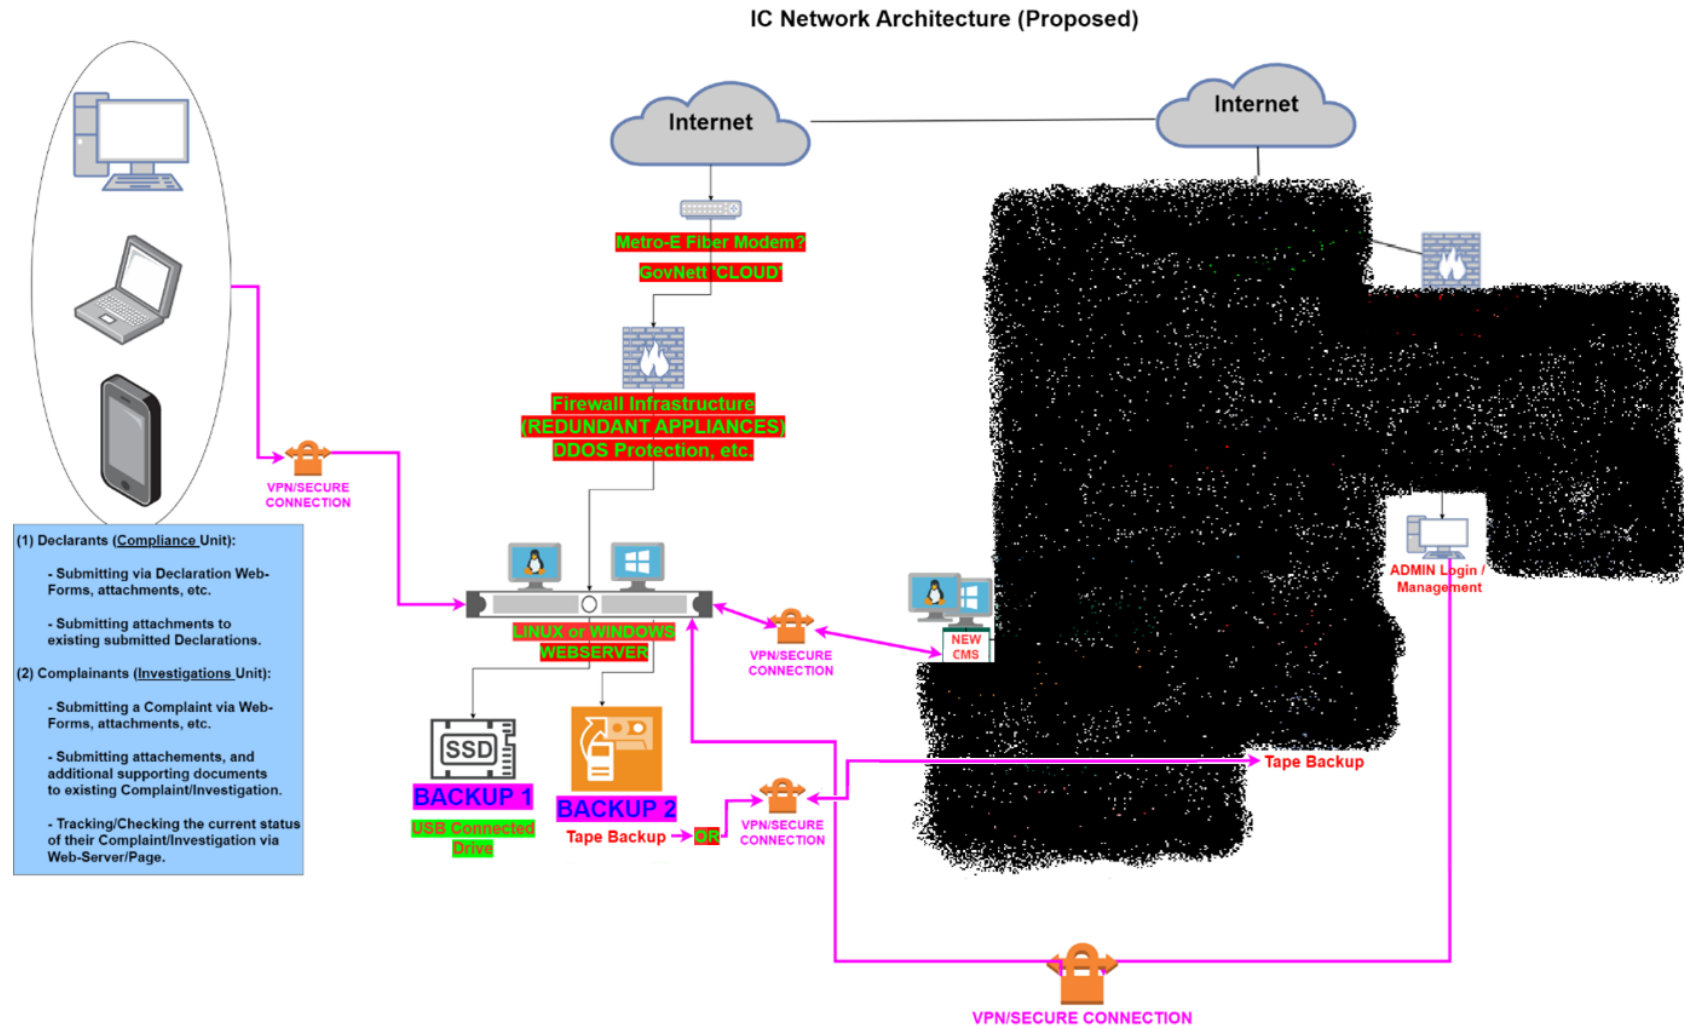 IC Network Architecture (Proposed)
Internet
Internet
Metro-E Fiber Modem?
GovNett 'CLOUD'
Firewall Infrastructure
(REDUNDANT APPLIANCES)
DDOS Protection, etc.
VPN/SECURE
CONNECTION
(1) Declarants (Compliance Unit):
- Submitting via Declaration Web-
Forms, attachments, etc.
- Submitting attachments to
existing submitted Declarations.
(2) Complainants (Investigations Unit):
- Submitting a Complaint via Web-
Forms, attachments, etc.
- Submitting attachements, and
additional supporting documents
to existing Complaint/Investigation.
- Tracking/Checking the current status
of their Complaint/Investigation via
Web-Server/Page.
LINUX or WINDOWS
WEBSERVER
VPN/SECURE
CONNECTION
NEW
CMS
ADMIN Login /
Management
SSD
BACKUP 1
USB Connected
Drive
BACKUP 2
Tape Backup
OR
VPN/SECURE
CONNECTION
Tape Backup
VPN/SECURE CONNECTION